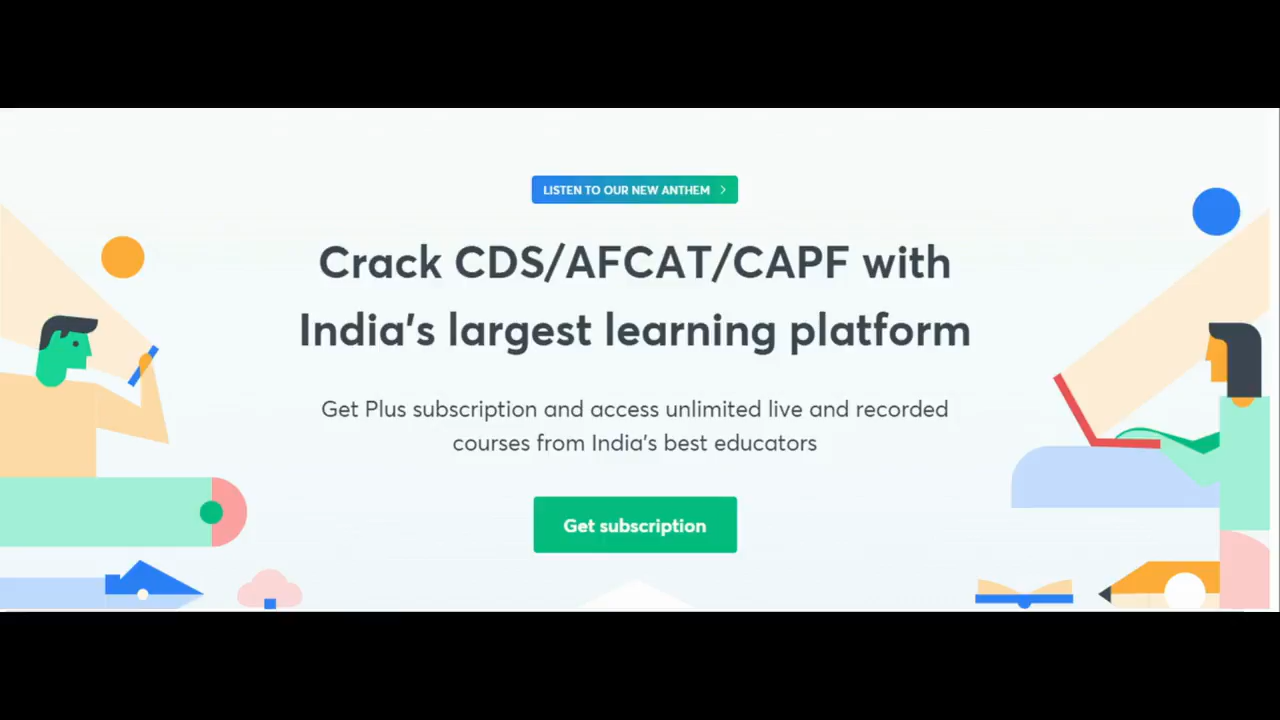 LISTEN TO OUR NEW ANTHEM
Crack CDS/AFCAT/CAPF with
India's largest learning platform
Get Plus subscription and access unlimited live and recorded
courses from India's best educators
Get subscription